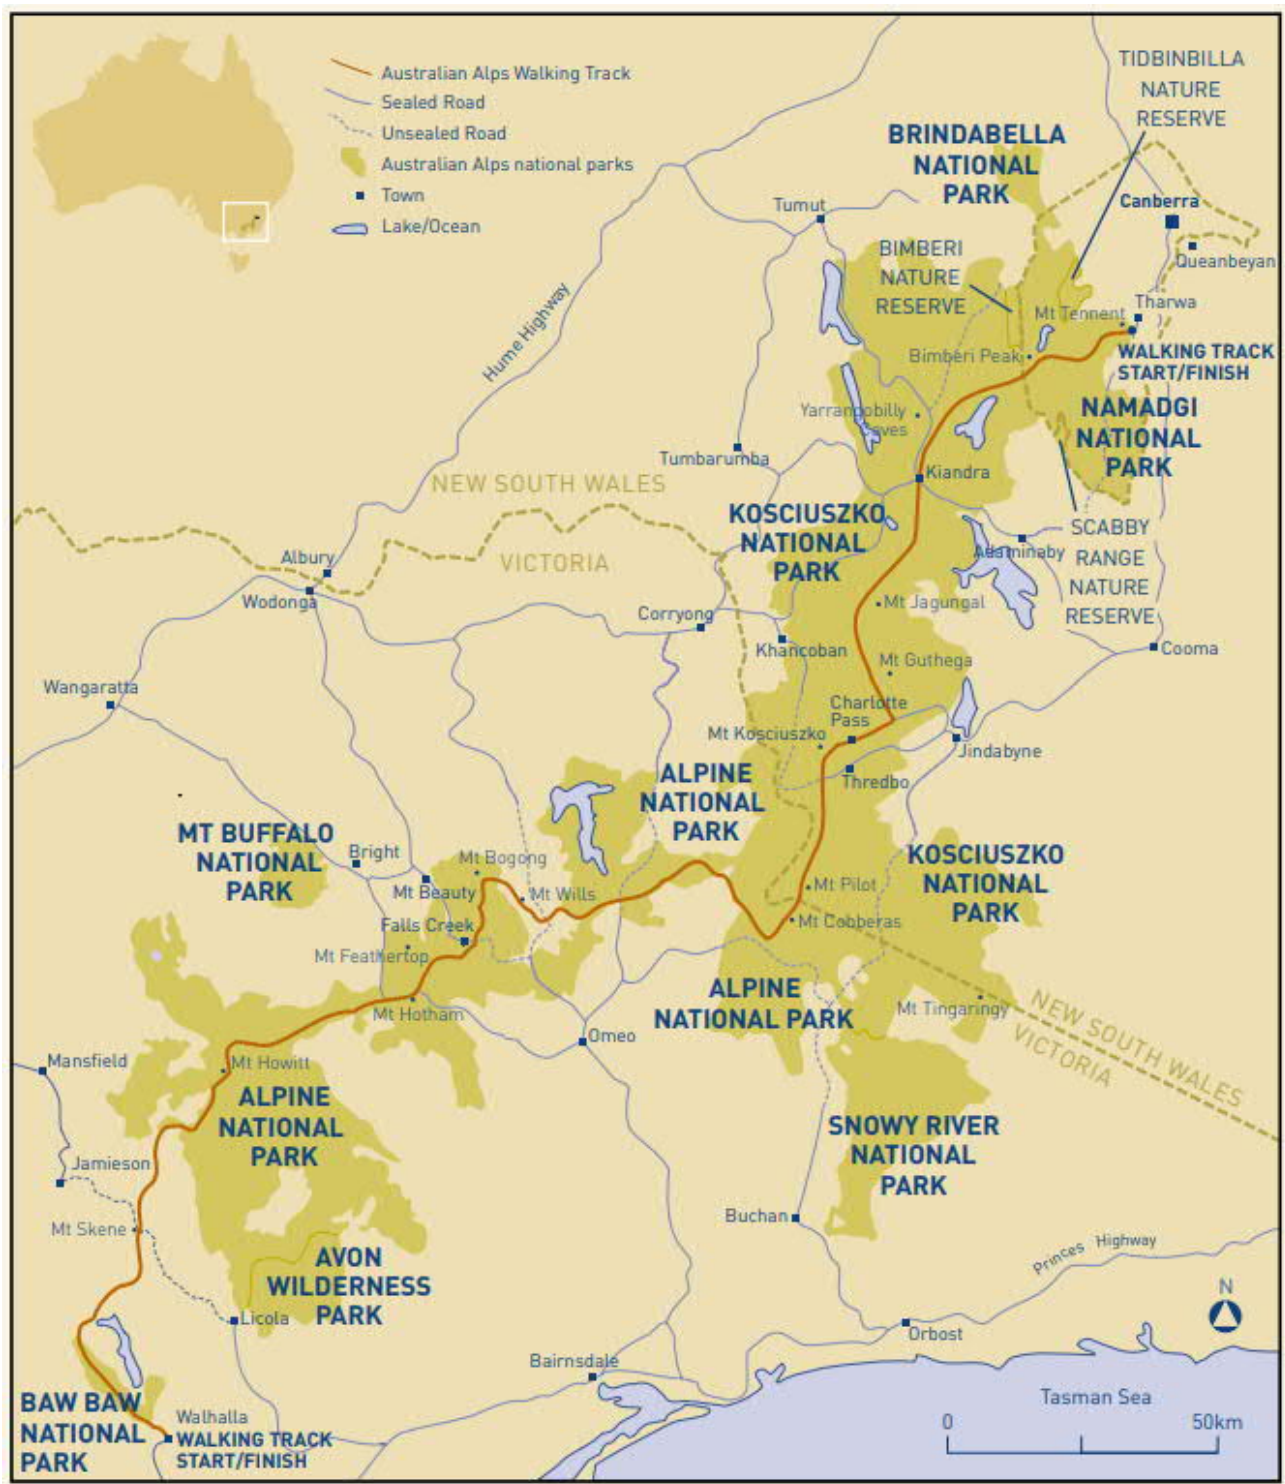 Australian Alps Walking Track
Sealed Road
Unsealed Road
Australian Alps national parks
Town
Lake/Ocean
TIDBINBILLA
NATURE
RESERVE
BRINDABELLA
NATIONAL
PARK
Canberra
Tumut
BIMBERI
NATURE
RESERVE
Queanbeyan
Tharwa
Mt Tennent
Hume Highway
Bimberi Peak
WALKING TRACK
START/FINISH
NAMADGI
NATIONAL
PARK
Yarrangobilly
Caves
Tumbarumba
Kiandra
NEW SOUTH WALES
KOSCIUSZKO
NATIONAL
PARK
SCABBY
RANGE
NATURE
RESERVE
Adaminaby
VICTORIA
Albury
Wodonga
Mt Jagungal
Corryong
Khancoban
Cooma
Mt Guthega
Wangaratta
Charlotte
Pass
Mt Kosciuszko
Jindabyne
Thredbo
ALPINE
NATIONAL
PARK
MT BUFFALO
NATIONAL
PARK
Bright
Mt Bogong
KOSCIUSZKO
NATIONAL
PARK
Mt Beauty
Mt Wills
Mt Pilot
Falls Creek
Mt Cobberas
Mt Feathertop
ALPINE
NATIONAL PARK
Mt Hotham
Mt Tingaringy
NEW SOUTH WALES
VICTORIA
Omeo
Mansfield
Mt Howitt
ALPINE
NATIONAL
PARK
SNOWY RIVER
NATIONAL
PARK
Jamieson
Mt Skene
Buchan
Princes Highway
AVON
WILDERNESS
PARK
N
Licola
Orbost
Bairnsdale
BAW BAW
NATIONAL
PARK
Walhalla
WALKING TRACK
START/FINISH
Tasman Sea
0 50km